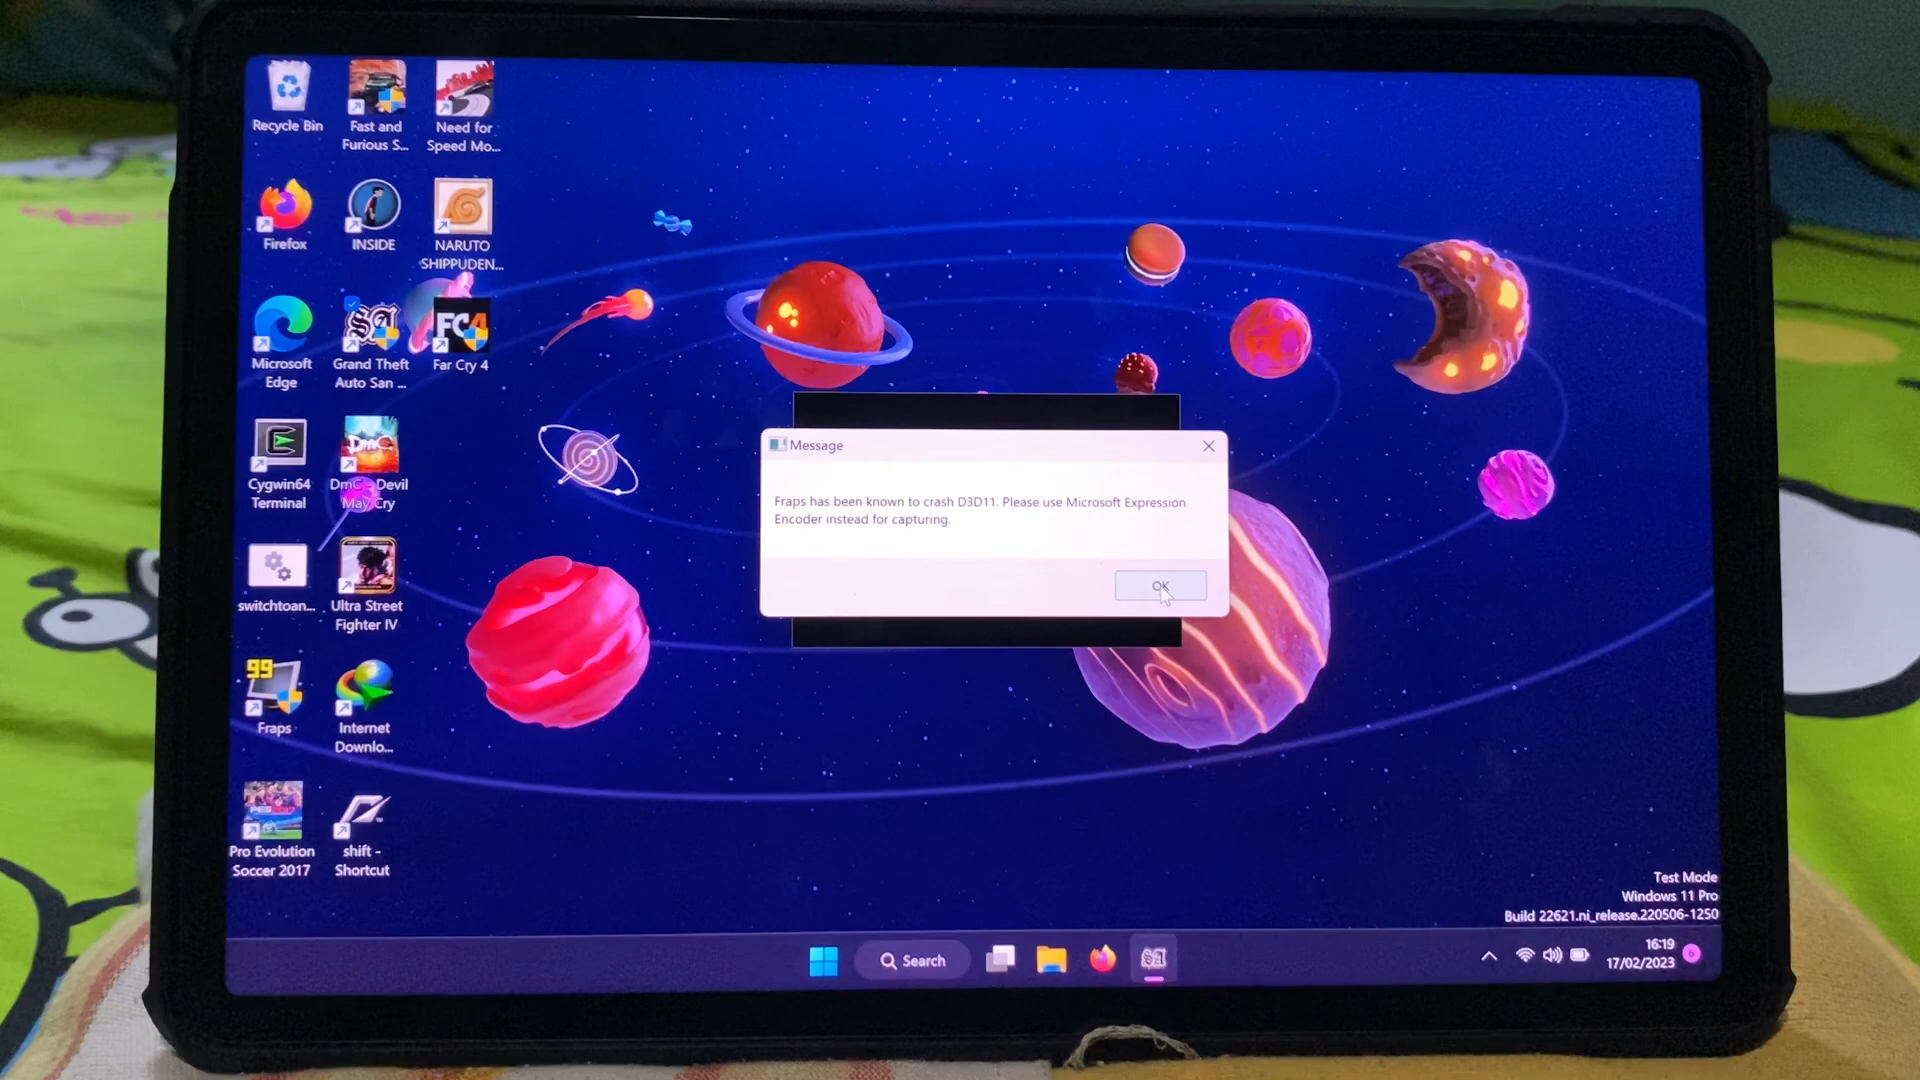 Recycle Bin
Fast and
Furious S...
Need for
Speed Mo...
Firefox
INSIDE
NARUTO
SHIPPUDEN...
Microsoft
Edge
Grand Theft
Auto San ...
FC4
Far Cry 4
Cygwin64
Terminal
DmC - Devil
May Cry
switchtoan...
Ultra Street
Fighter IV
99
Fraps
Internet
Downlo...
Pro Evolution
Soccer 2017
shift -
Shortcut
Message
Fraps has been known to crash D3D11. Please use Microsoft Expression
Encoder instead for capturing.
OK
Test Mode
Windows 11 Pro
Build 22621.ni_release.220506-1250
Search
16:19
17/02/2023
6